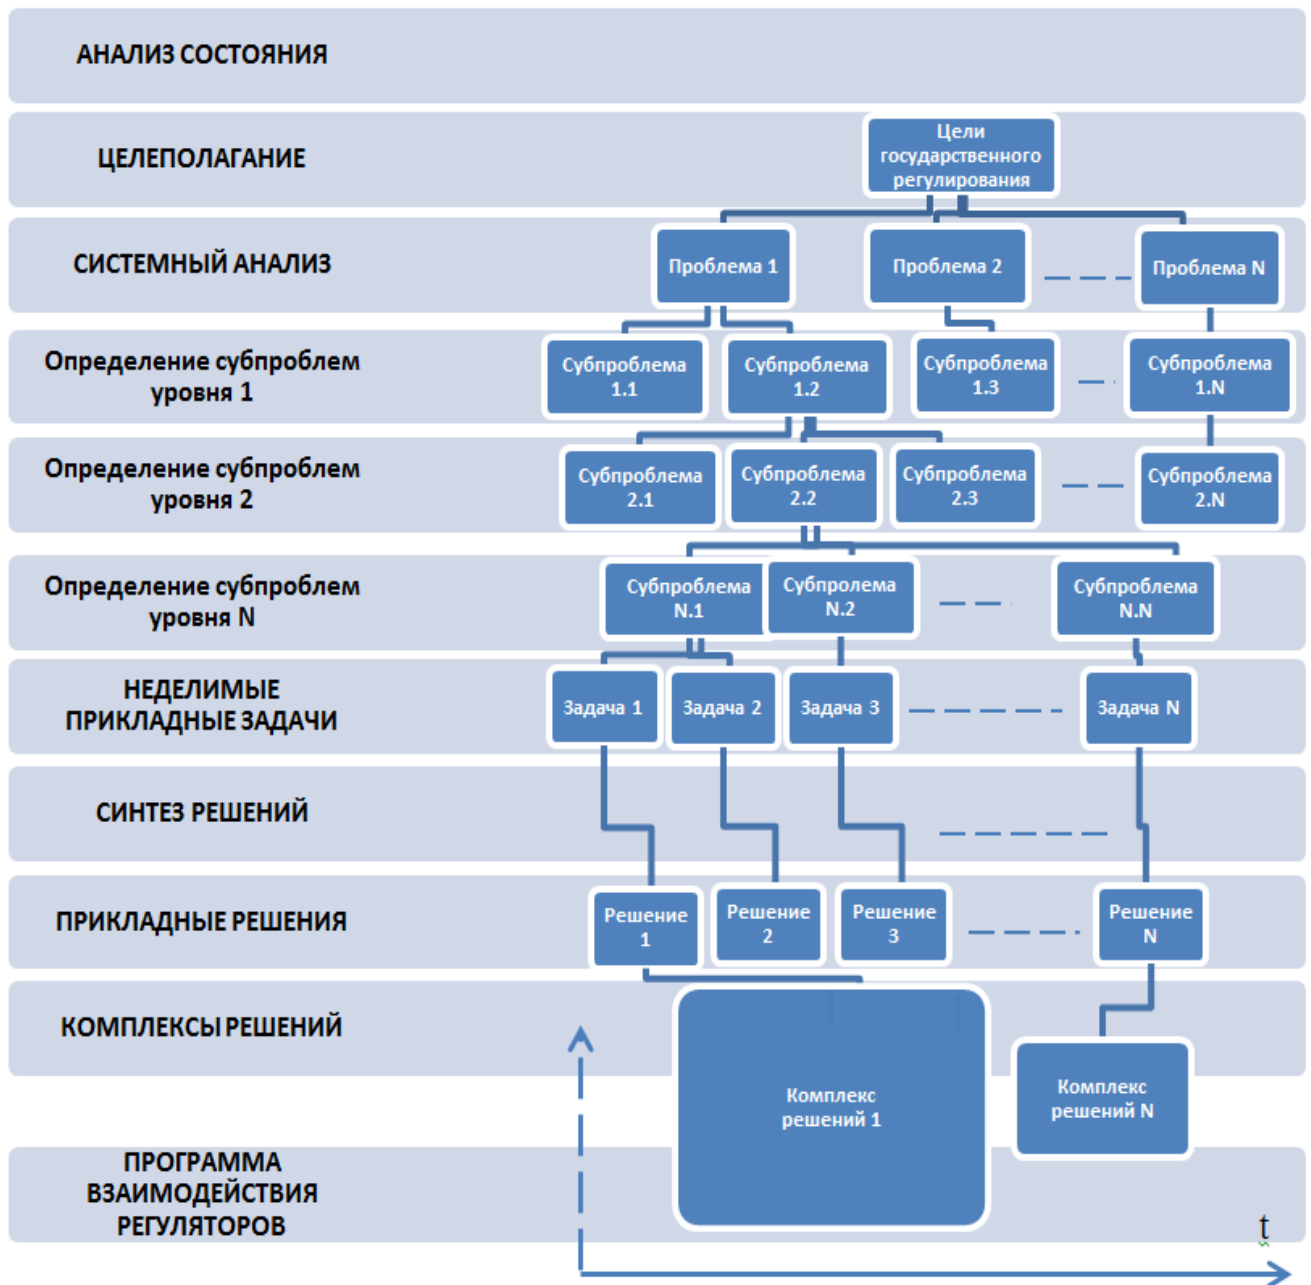 АНАЛИЗ СОСТОЯНИЯ
ЦЕЛЕПОЛАГАНИЕ
Цели
государственного
регулирования
СИСТЕМНЫЙ АНАЛИЗ
Проблема 1
Проблема 2
Проблема N
Определение субпроблем
уровня 1
Субпроблема
1.1
Субпроблема
1.2
Субпроблема
1.3
Субпроблема
1.N
Определение субпроблем
уровня 2
Субпроблема
2.1
Субпроблема
2.2
Субпроблема
2.3
Субпроблема
2.N
Определение субпроблем
уровня N
Субпроблема
N.1
Субпролема
N.2
Субпроблема
N.N
НЕДЕЛИМЫЕ
ПРИКЛАДНЫЕ ЗАДАЧИ
Задача 1
Задача 2
Задача 3
Задача N
СИНТЕЗ РЕШЕНИЙ
ПРИКЛАДНЫЕ РЕШЕНИЯ
Решение
1
Решение
2
Решение
3
Решение
N
КОМПЛЕКСЫ РЕШЕНИЙ
Комплекс
решений 1
Комплекс
решений N
ПРОГРАММА
ВЗАИМОДЕЙСТВИЯ
РЕГУЛЯТОРОВ
t